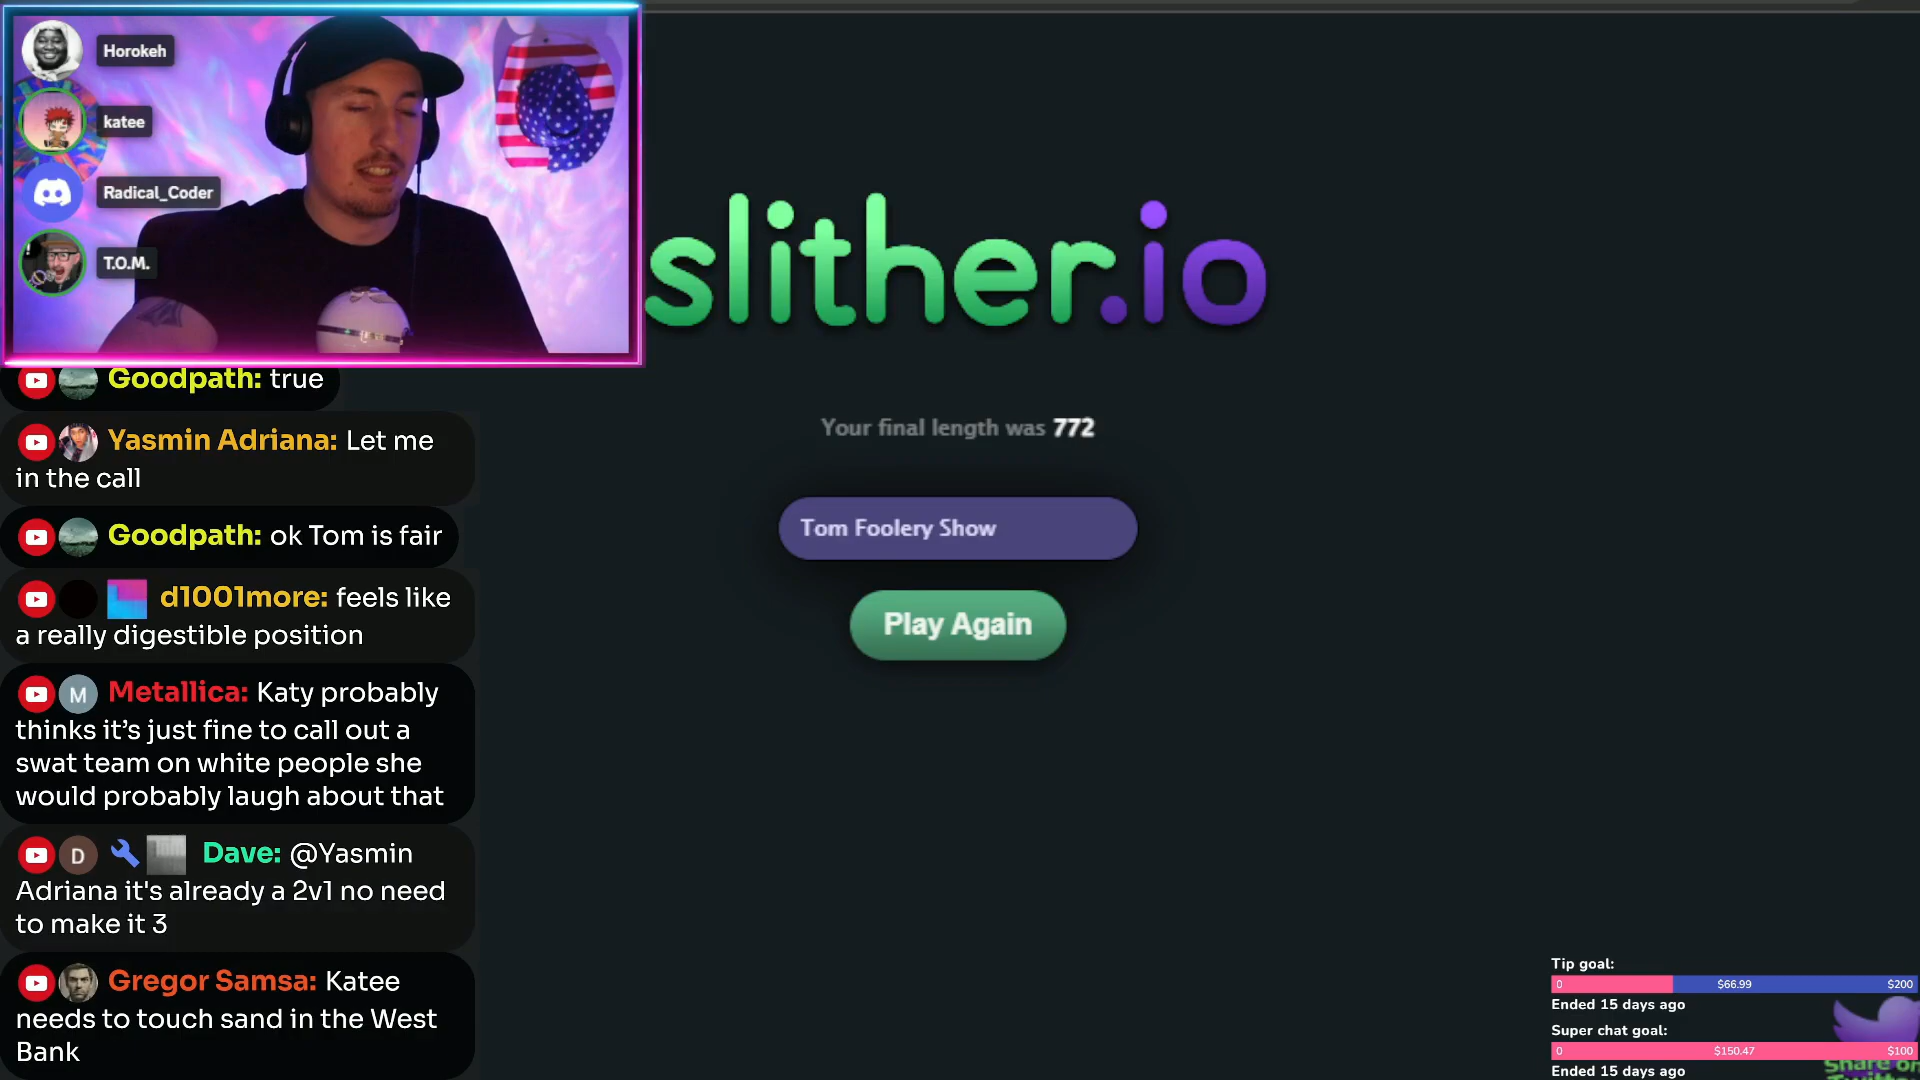 Horokeh
katee
Radical_Coder
T.O.M.
slither.io
Your final length was 772
Tom Foolery Show
Play Again
Goodpath: true
Yasmin Adriana: Let me
in the call
Goodpath: ok Tom is fair
d1001more: feels like
a really digestible position
M Metallica: Katy probably
thinks it’s just fine to call out a
swat team on white people she
would probably laugh about that
D Dave: @Yasmin
Adriana it's already a 2v1 no need
to make it 3
Gregor Samsa: Katee
needs to touch sand in the West
Bank
Tip goal:
0 $66.99 $200
Ended 15 days ago
Super chat goal:
0 $150.47 $100
Ended 15 days ago
Share on